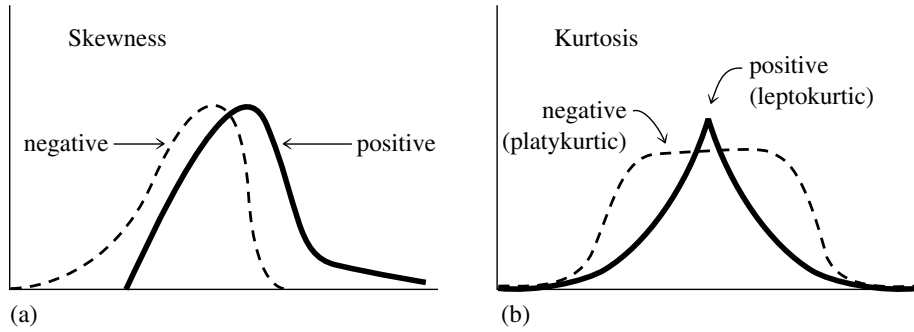 Skewness
negative
positive
(a)
Kurtosis
positive
(leptokurtic)
negative
(platykurtic)
(b)